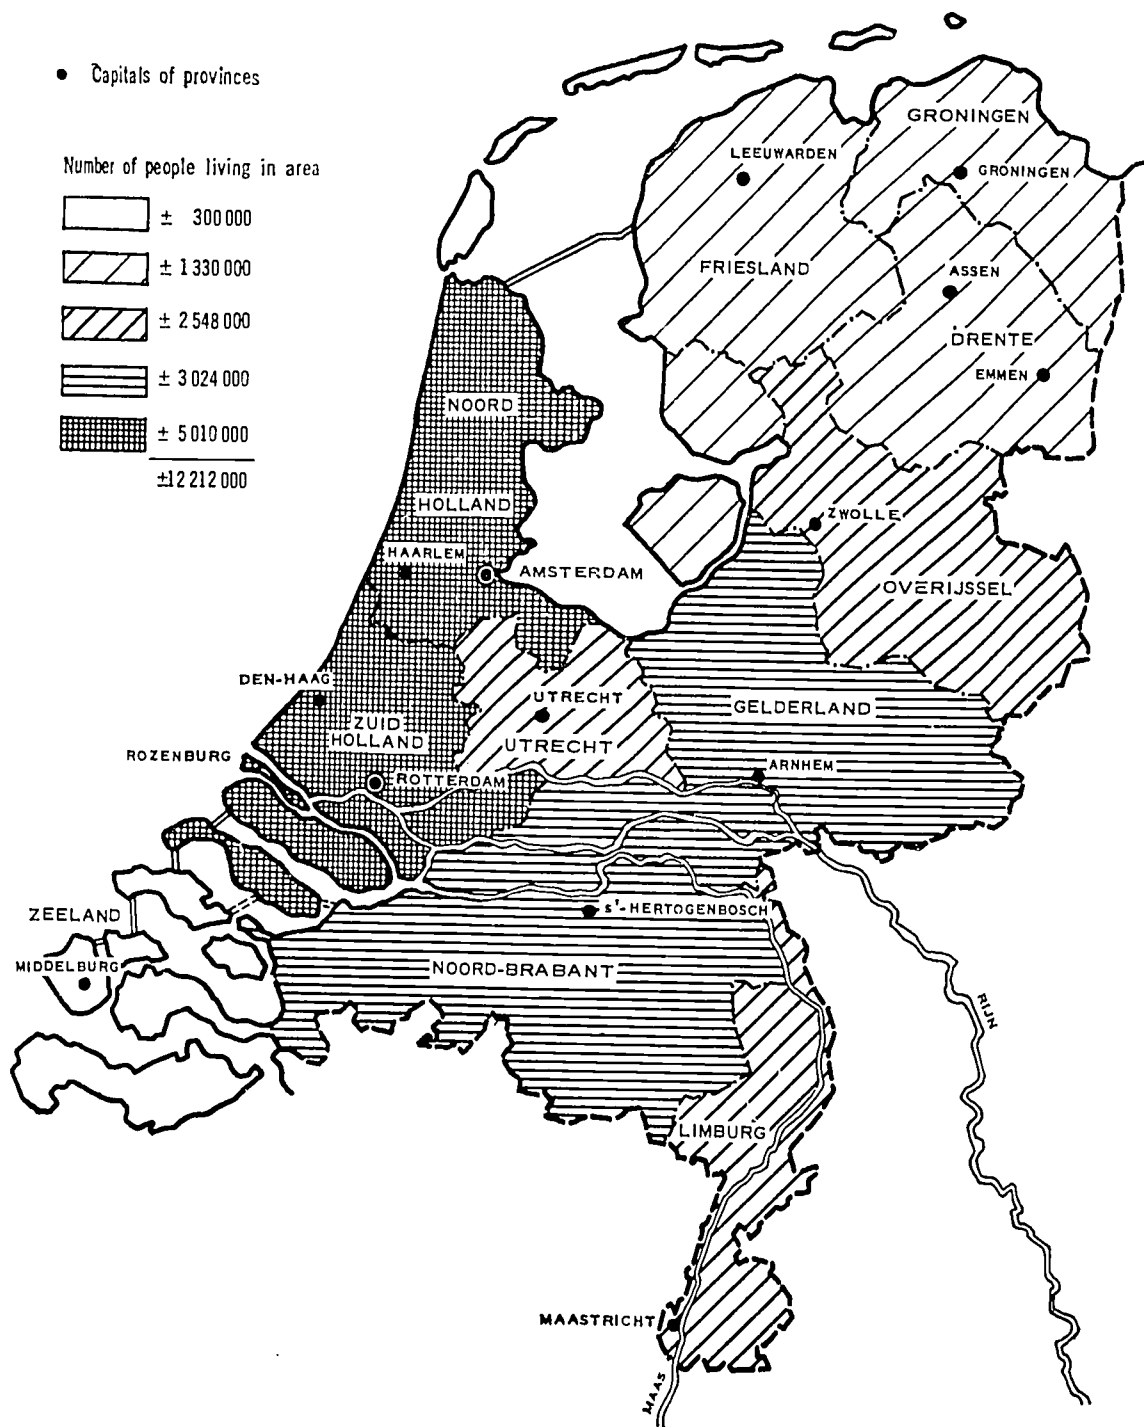 • Capitals of provinces
Number of people living in area
± 300 000
± 1 330 000
± 2 548 000
± 3 024 000
± 5 010 000
±12 212 000
GRONINGEN
LEEUWARDEN
GRONINGEN
FRIESLAND
ASSEN
DRENTE
EMMEN
NOORD
HOLLAND
ZWOLLE
HAARLEM
AMSTERDAM
OVERIJSSEL
DEN-HAAG
UTRECHT
GELDERLAND
ZUID
HOLLAND
UTRECHT
ROZENBURG
ARNHEM
ROTTERDAM
ZEELAND
s'-HERTOGENBOSCH
MIDDELBURG
NOORD-BRABANT
RIJN
LIMBURG
MAASTRICHT
MAAS